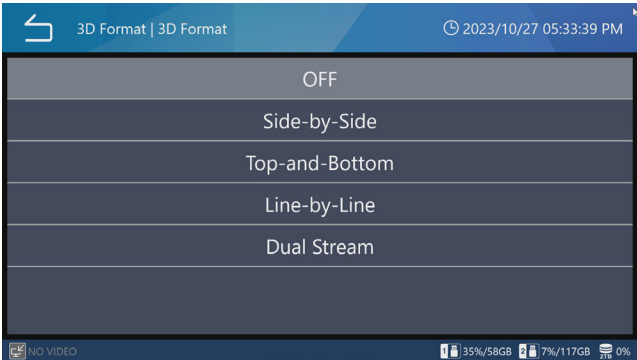 3D Format | 3D Format
2023/10/27 05:33:39 PM
OFF
Side-by-Side
Top-and-Bottom
Line-by-Line
Dual Stream
NO VIDEO
1 35%/58GB 2 7%/117GB 2TB 0%